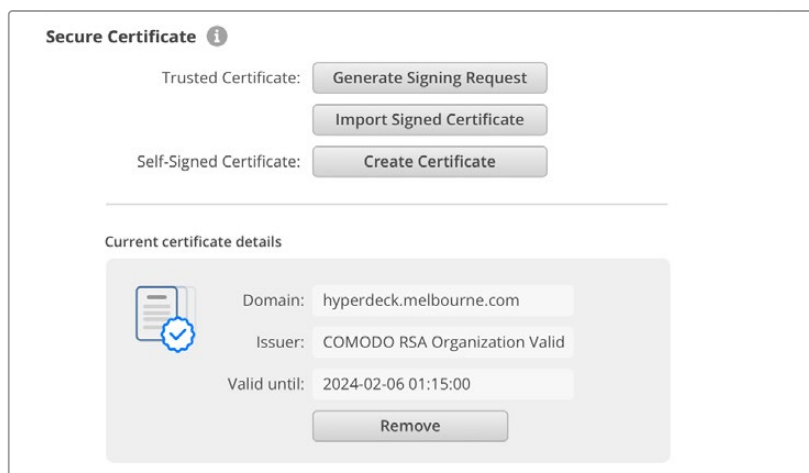 Secure Certificate
Trusted Certificate: Generate Signing Request
Import Signed Certificate
Self-Signed Certificate: Create Certificate
Current certificate details
Domain: hyperdeck.melbourne.com
Issuer: COMODO RSA Organization Valid
Valid until: 2024-02-06 01:15:00
Remove